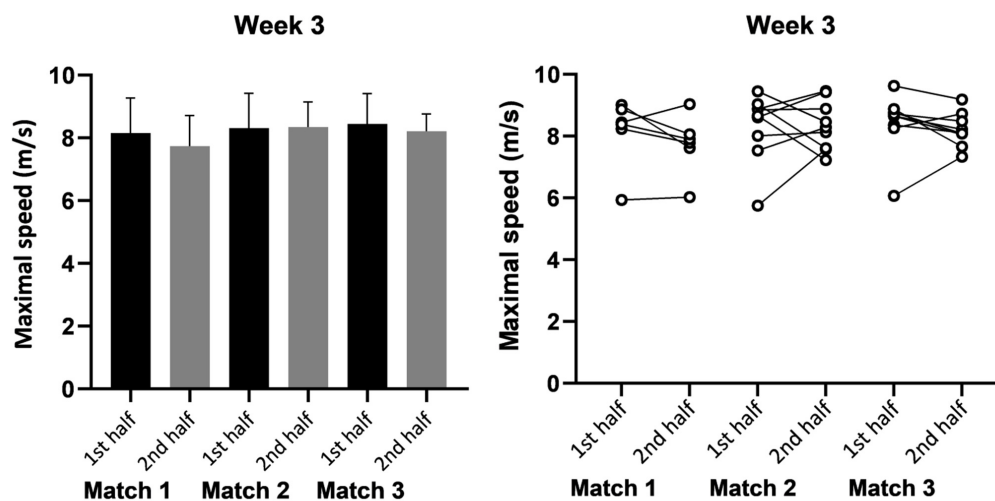 Week 3
Maximal speed (m/s)
10
8
6
4
2
0
1st half
2nd half
1st half
2nd half
1st half
2nd half
Match 1 Match 2 Match 3
Week 3
Maximal speed (m/s)
10
8
6
4
2
0
1st half
2nd half
1st half
2nd half
1st half
2nd half
Match 1 Match 2 Match 3